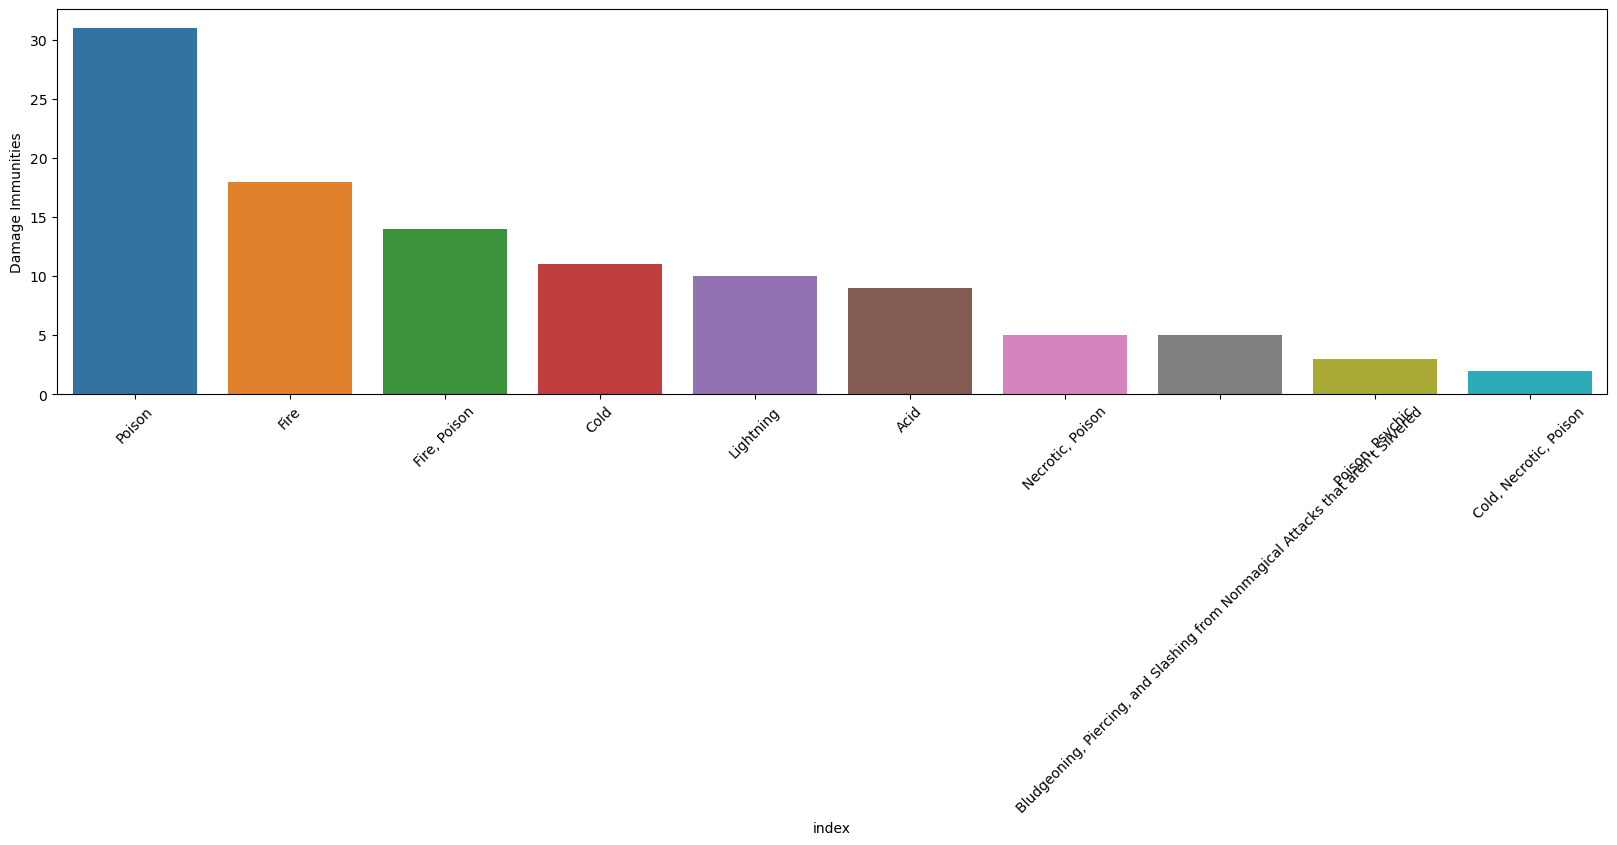 Damage Immunities
30
25
20
15
10
5
0
Poison
Fire
Fire, Poison
Cold
Lightning
Acid
Necrotic, Poison
Bludgeoning, Piercing, and Slashing from Nonmagical Attacks that aren't Silvered
Poison, Psychic
Cold, Necrotic, Poison
index